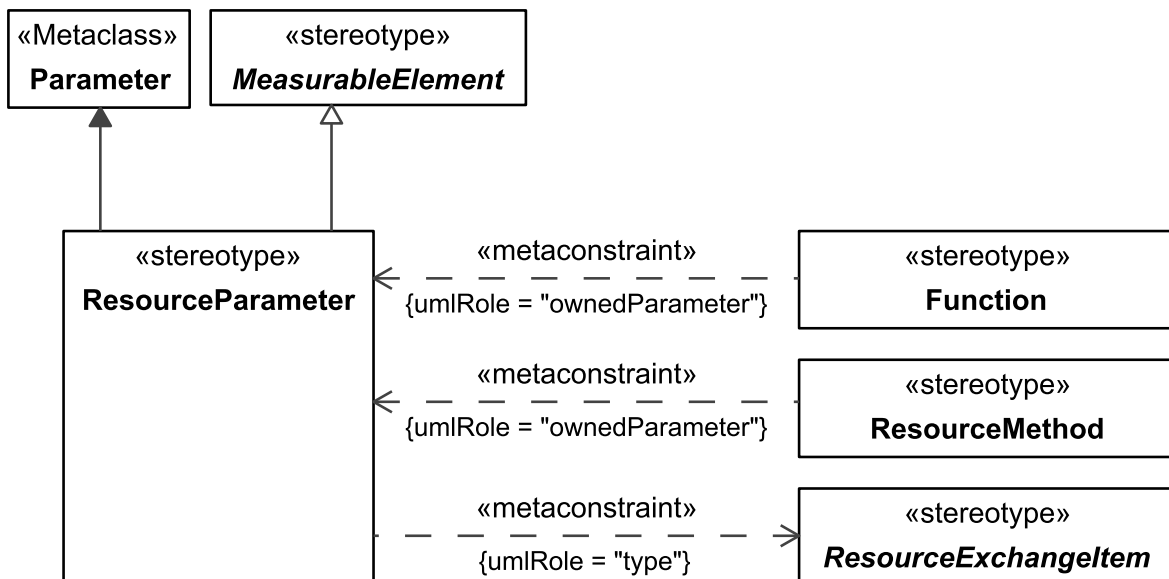 «Metaclass»
Parameter
«stereotype»
MeasurableElement
«stereotype»
ResourceParameter
«metaconstraint»
{umlRole = "ownedParameter"}
«stereotype»
Function
«metaconstraint»
{umlRole = "ownedParameter"}
«stereotype»
ResourceMethod
«metaconstraint»
{umlRole = "type"}
«stereotype»
ResourceExchangeItem